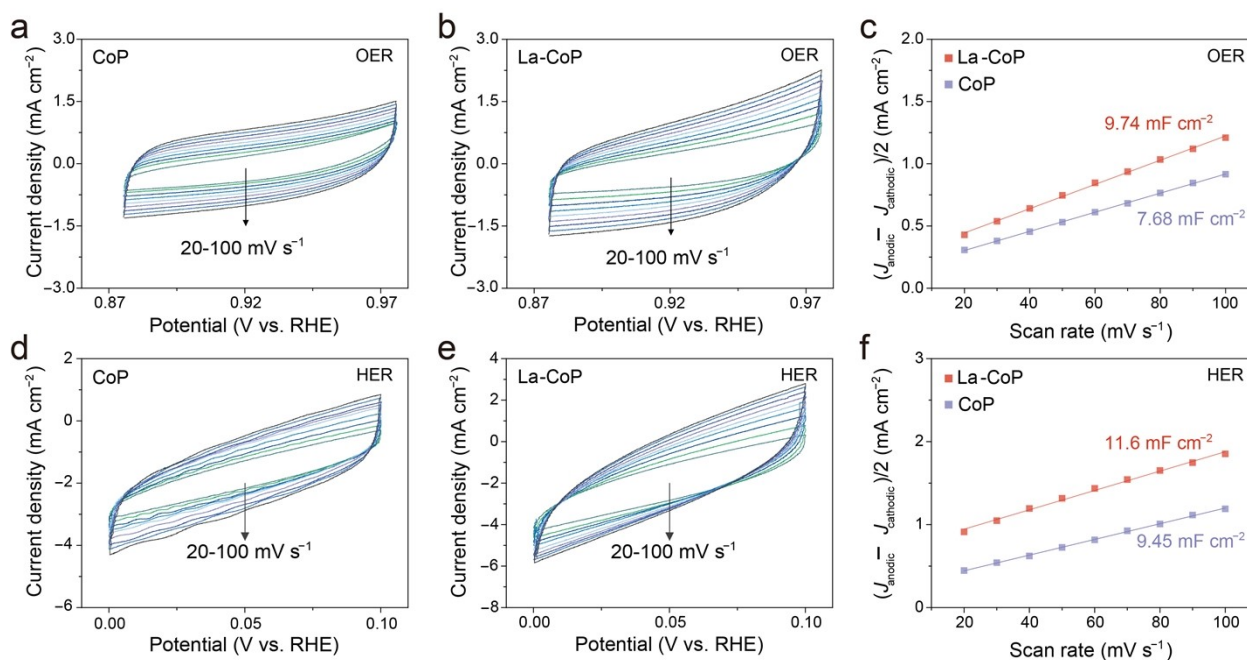 a
CoP
OER
Current density (mA cm⁻²)
3.0
1.5
0.0
−1.5
−3.0
20-100 mV s⁻¹
0.87
0.92
0.97
Potential (V vs. RHE)
b
La-CoP
OER
Current density (mA cm⁻²)
3.0
1.5
0.0
−1.5
−3.0
20-100 mV s⁻¹
0.87
0.92
0.97
Potential (V vs. RHE)
c
La-CoP
CoP
OER
(Janodic − Jcathodic)/2 (mA cm⁻²)
2.0
1.5
1.0
0.5
0.0
9.74 mF cm⁻²
7.68 mF cm⁻²
20
40
60
80
100
Scan rate (mV s⁻¹)
d
CoP
HER
Current density (mA cm⁻²)
2
0
−2
−4
−6
20-100 mV s⁻¹
0.00
0.05
0.10
Potential (V vs. RHE)
e
La-CoP
HER
Current density (mA cm⁻²)
4
2
0
−2
−4
−6
−8
20-100 mV s⁻¹
0.00
0.05
0.10
Potential (V vs. RHE)
f
La-CoP
CoP
HER
(Janodic − Jcathodic)/2 (mA cm⁻²)
3
2
1
0
11.6 mF cm⁻²
9.45 mF cm⁻²
20
40
60
80
100
Scan rate (mV s⁻¹)